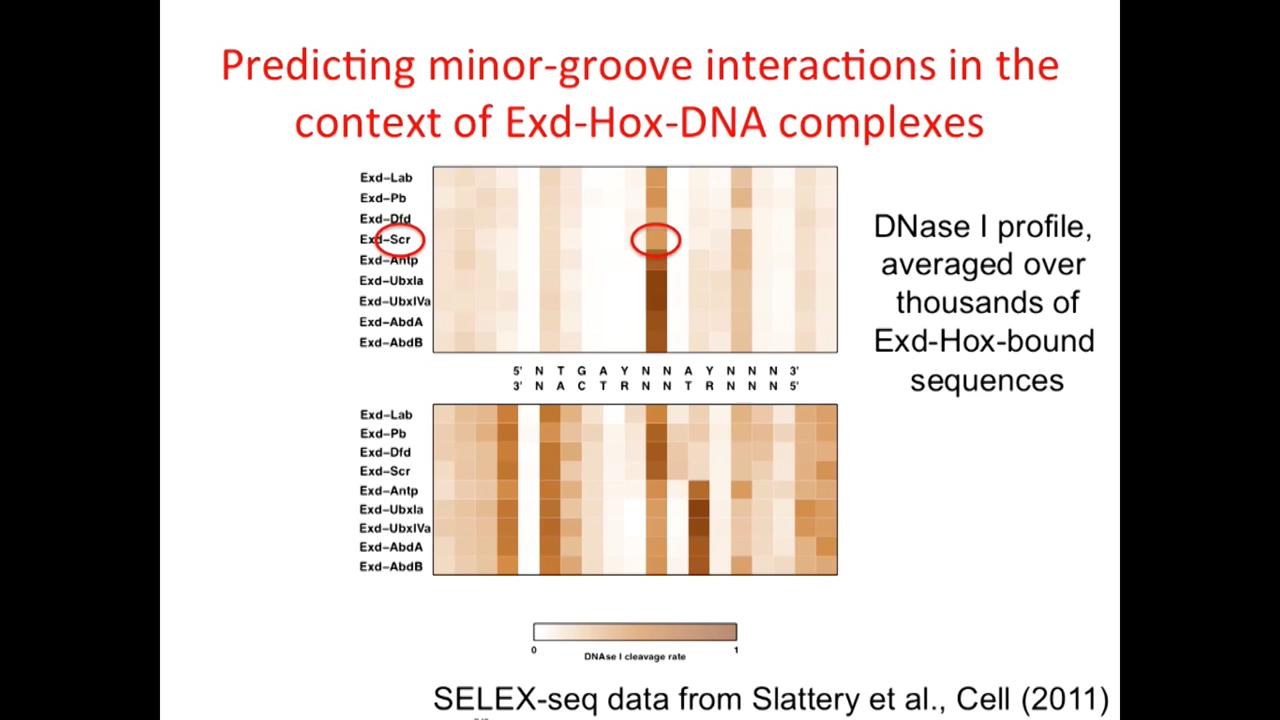 Predicting minor-groove interactions in the
context of Exd-Hox-DNA complexes
Exd–Lab
Exd–Pb
Exd–Dfd
Exd–Scr
Exd–Antp
Exd–UbxIa
Exd–UbxIVa
Exd–AbdA
Exd–AbdB
DNase I profile,
averaged over
thousands of
Exd-Hox-bound
sequences
5' N T G A Y N N A Y N N N 3'
3' N A C T R N N T R N N N 5'
Exd–Lab
Exd–Pb
Exd–Dfd
Exd–Scr
Exd–Antp
Exd–UbxIa
Exd–UbxIVa
Exd–AbdA
Exd–AbdB
0 1
DNAse I cleavage rate
SELEX-seq data from Slattery et al., Cell (2011)